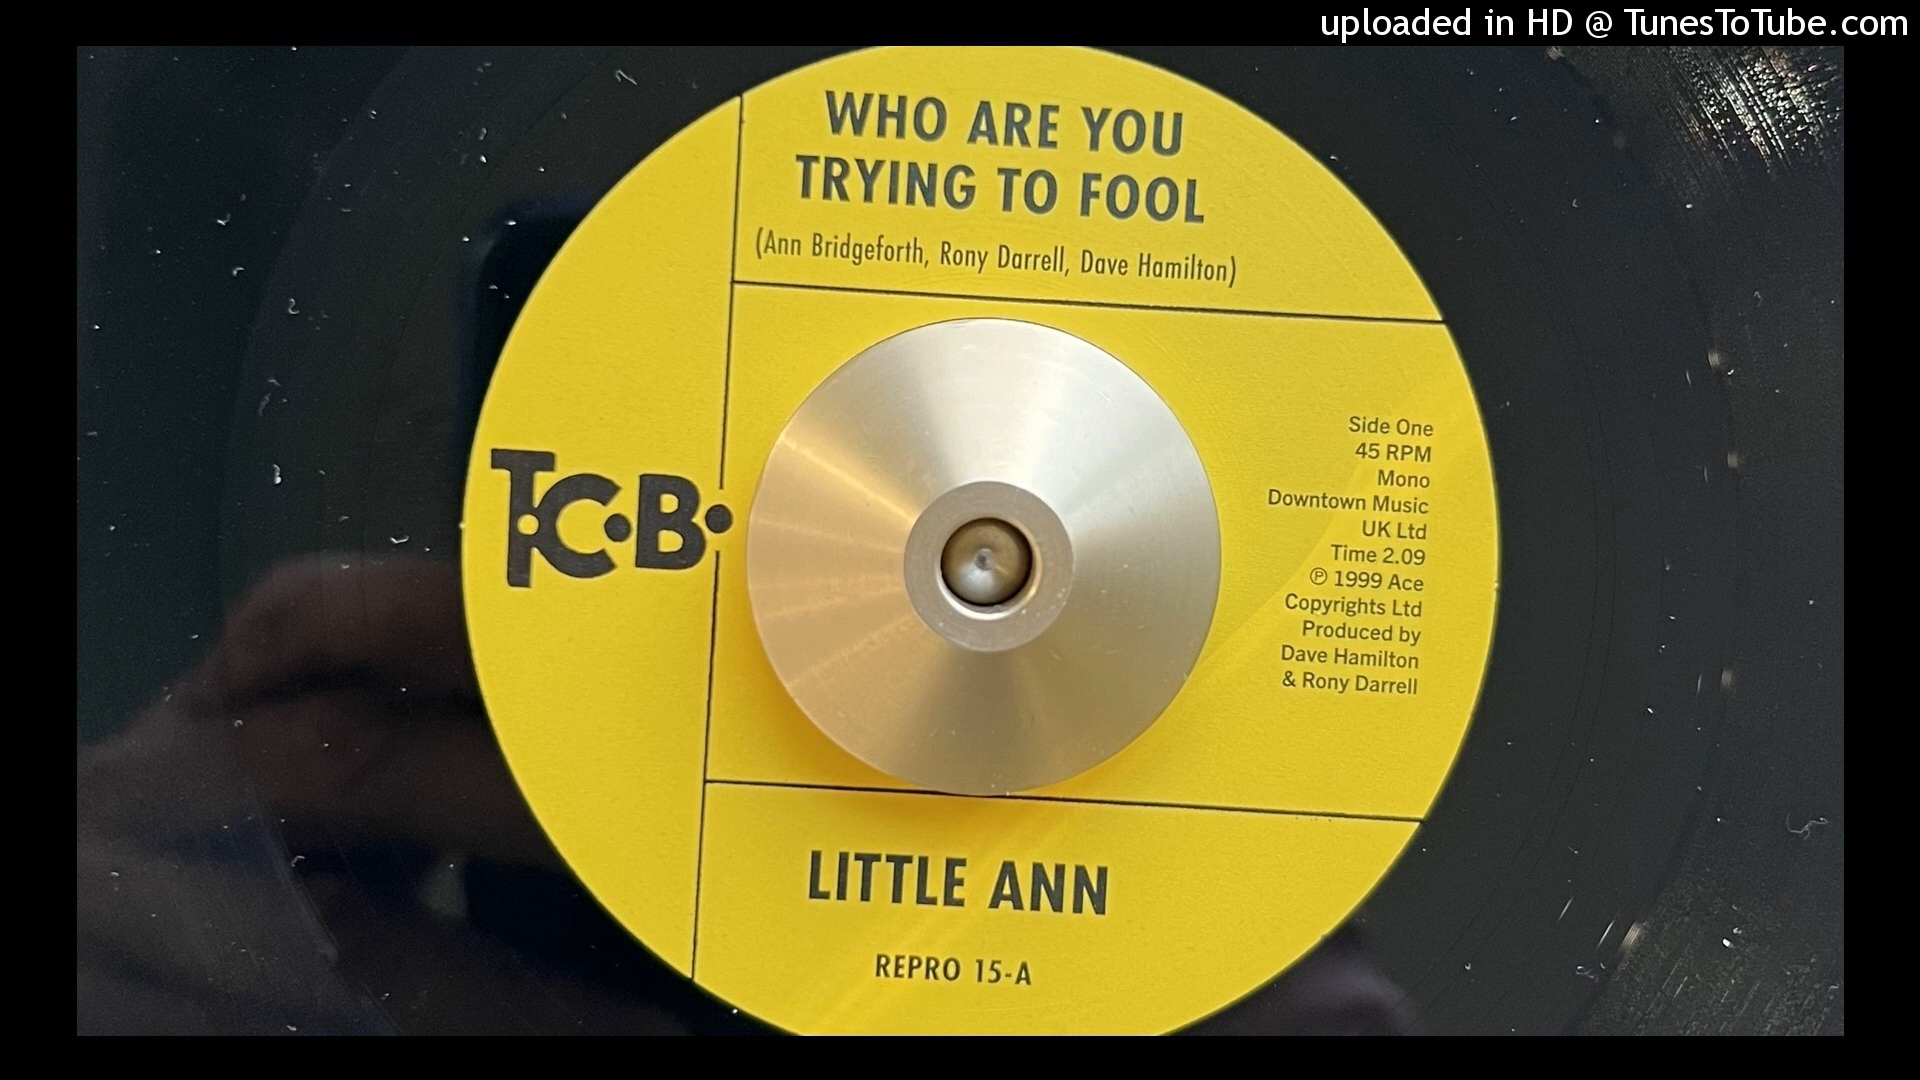 uploaded in HD @ TunesToTube.com
WHO ARE YOU
TRYING TO FOOL
(Ann Bridgeforth, Rony Darrell, Dave Hamilton)
T.C.B.
Side One
45 RPM
Mono
Downtown Music
UK Ltd
Time 2.09
℗ 1999 Ace
Copyrights Ltd
Produced by
Dave Hamilton
& Rony Darrell
LITTLE ANN
REPRO 15-A